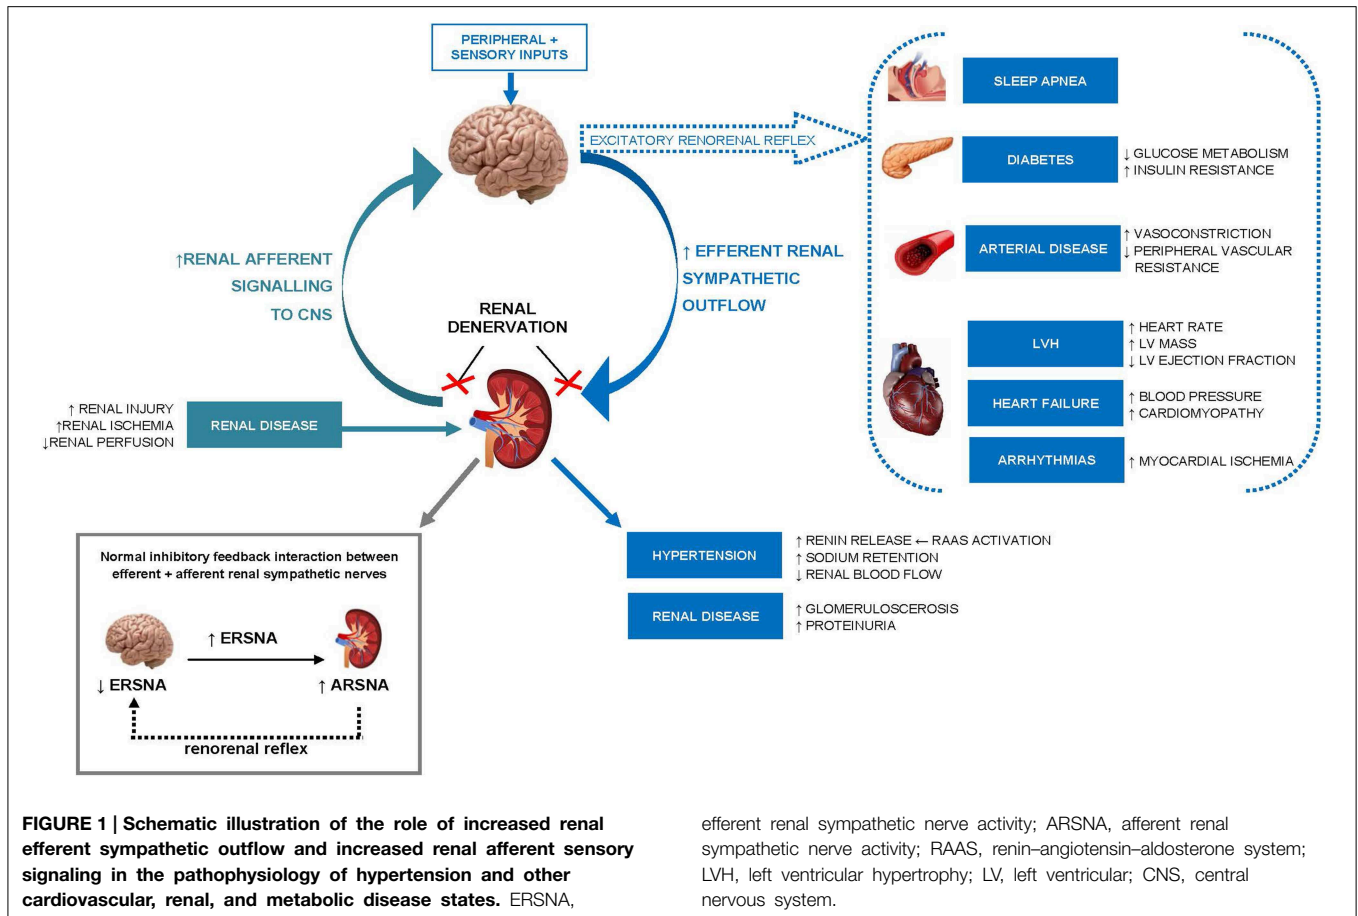 PERIPHERAL +
SENSORY INPUTS
EXCITATORY RENORENAL REFLEX
SLEEP APNEA
DIABETES
↓ GLUCOSE METABOLISM
↑ INSULIN RESISTANCE
ARTERIAL DISEASE
↑ VASOCONSTRICTION
↓ PERIPHERAL VASCULAR
RESISTANCE
LVH
↑ HEART RATE
↑ LV MASS
↓ LV EJECTION FRACTION
HEART FAILURE
↑ BLOOD PRESSURE
↑ CARDIOMYOPATHY
ARRHYTHMIAS
↑ MYOCARDIAL ISCHEMIA
↑RENAL AFFERENT
SIGNALLING
TO CNS
↑ EFFERENT RENAL
SYMPATHETIC
OUTFLOW
RENAL
DENERVATION
↑ RENAL INJURY
↑RENAL ISCHEMIA
↓RENAL PERFUSION
RENAL DISEASE
HYPERTENSION
↑ RENIN RELEASE ← RAAS ACTIVATION
↑ SODIUM RETENTION
↓ RENAL BLOOD FLOW
RENAL DISEASE
↑ GLOMERULOSCEROSIS
↑ PROTEINURIA
Normal inhibitory feedback interaction between
efferent + afferent renal sympathetic nerves
↑ ERSNA
↓ ERSNA
↑ ARSNA
renorenal reflex
FIGURE 1 | Schematic illustration of the role of increased renal
efferent sympathetic outflow and increased renal afferent sensory
signaling in the pathophysiology of hypertension and other
cardiovascular, renal, and metabolic disease states. ERSNA,
efferent renal sympathetic nerve activity; ARSNA, afferent renal
sympathetic nerve activity; RAAS, renin–angiotensin–aldosterone system;
LVH, left ventricular hypertrophy; LV, left ventricular; CNS, central
nervous system.